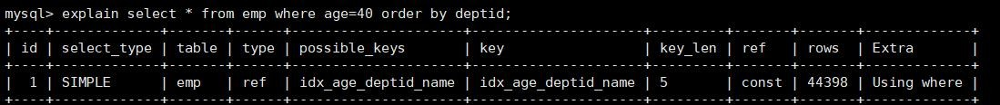 mysql> explain select * from emp where age=40 order by deptid;
+----+-------------+-------+------+---------------------+---------------------+---------+-------+-------+-------------+
| id | select_type | table | type | possible_keys | key | key_len | ref | rows | Extra |
+----+-------------+-------+------+---------------------+---------------------+---------+-------+-------+-------------+
| 1 | SIMPLE | emp | ref | idx_age_deptid_name | idx_age_deptid_name | 5 | const | 44398 | Using where |
+----+-------------+-------+------+---------------------+---------------------+---------+-------+-------+-------------+